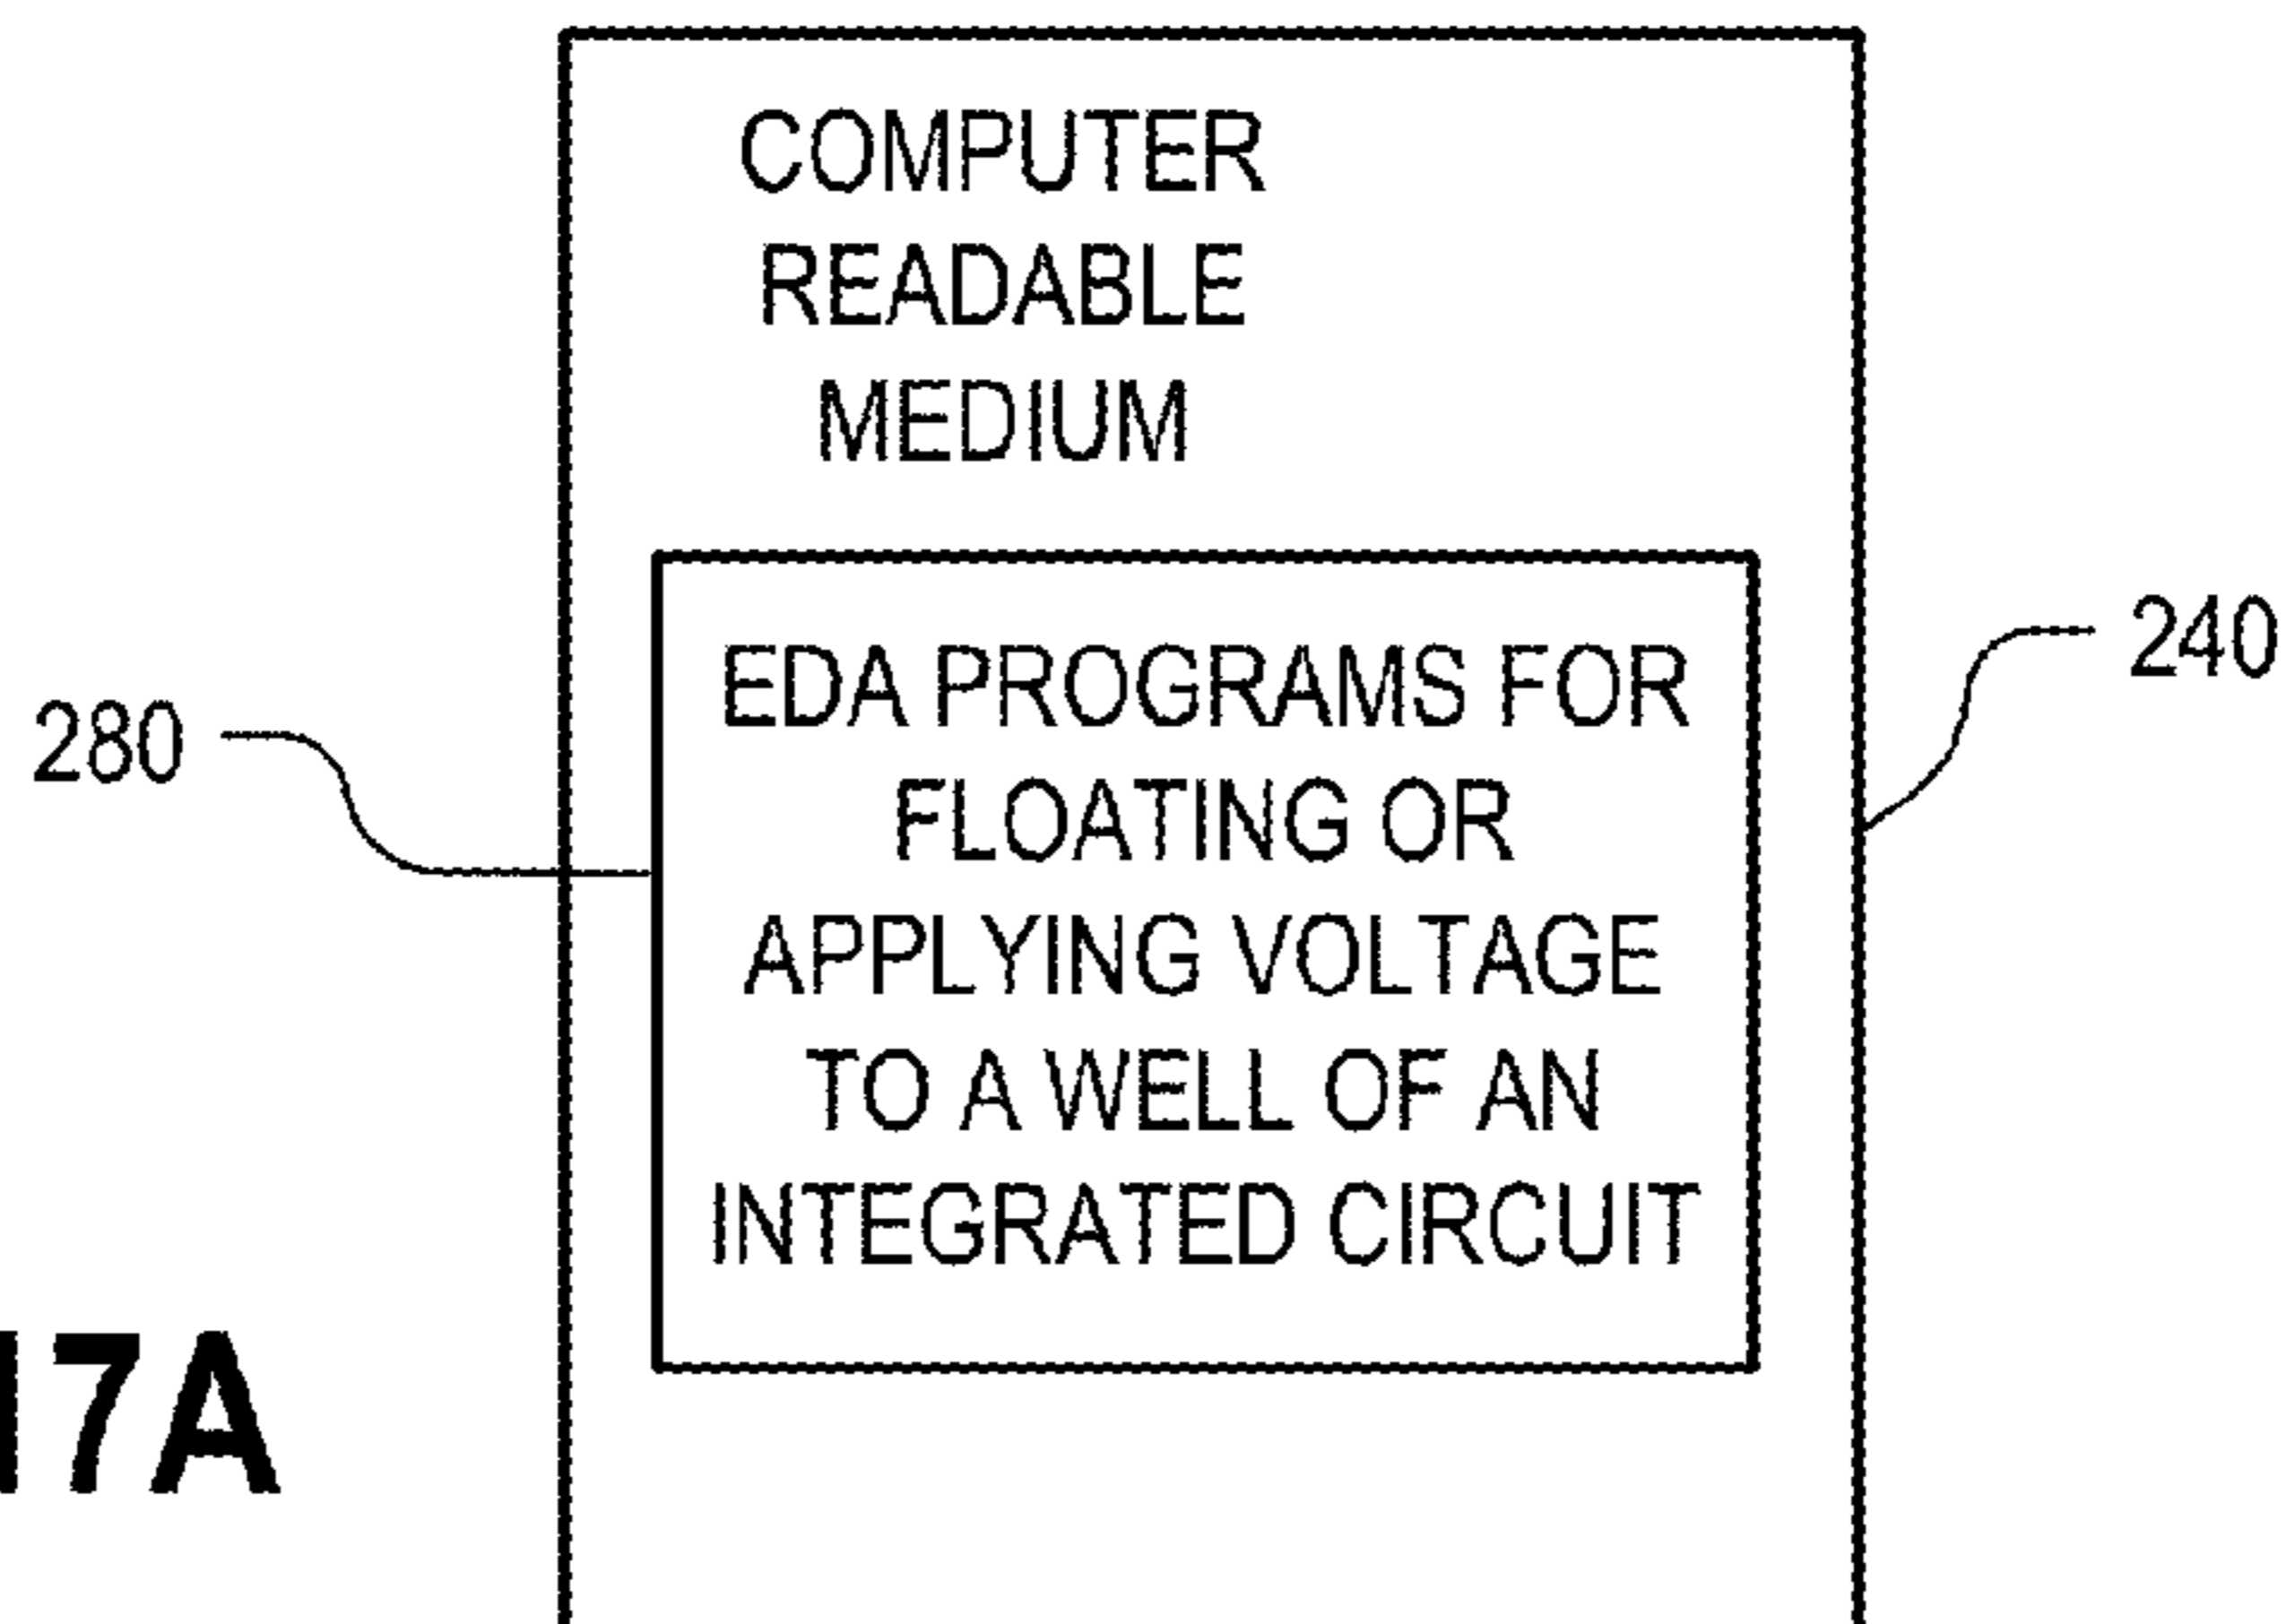 COMPUTER
READABLE
MEDIUM
EDA PROGRAMS FOR
FLOATING OR
APPLYING VOLTAGE
TO A WELL OF AN
INTEGRATED CIRCUIT
240
280
17A